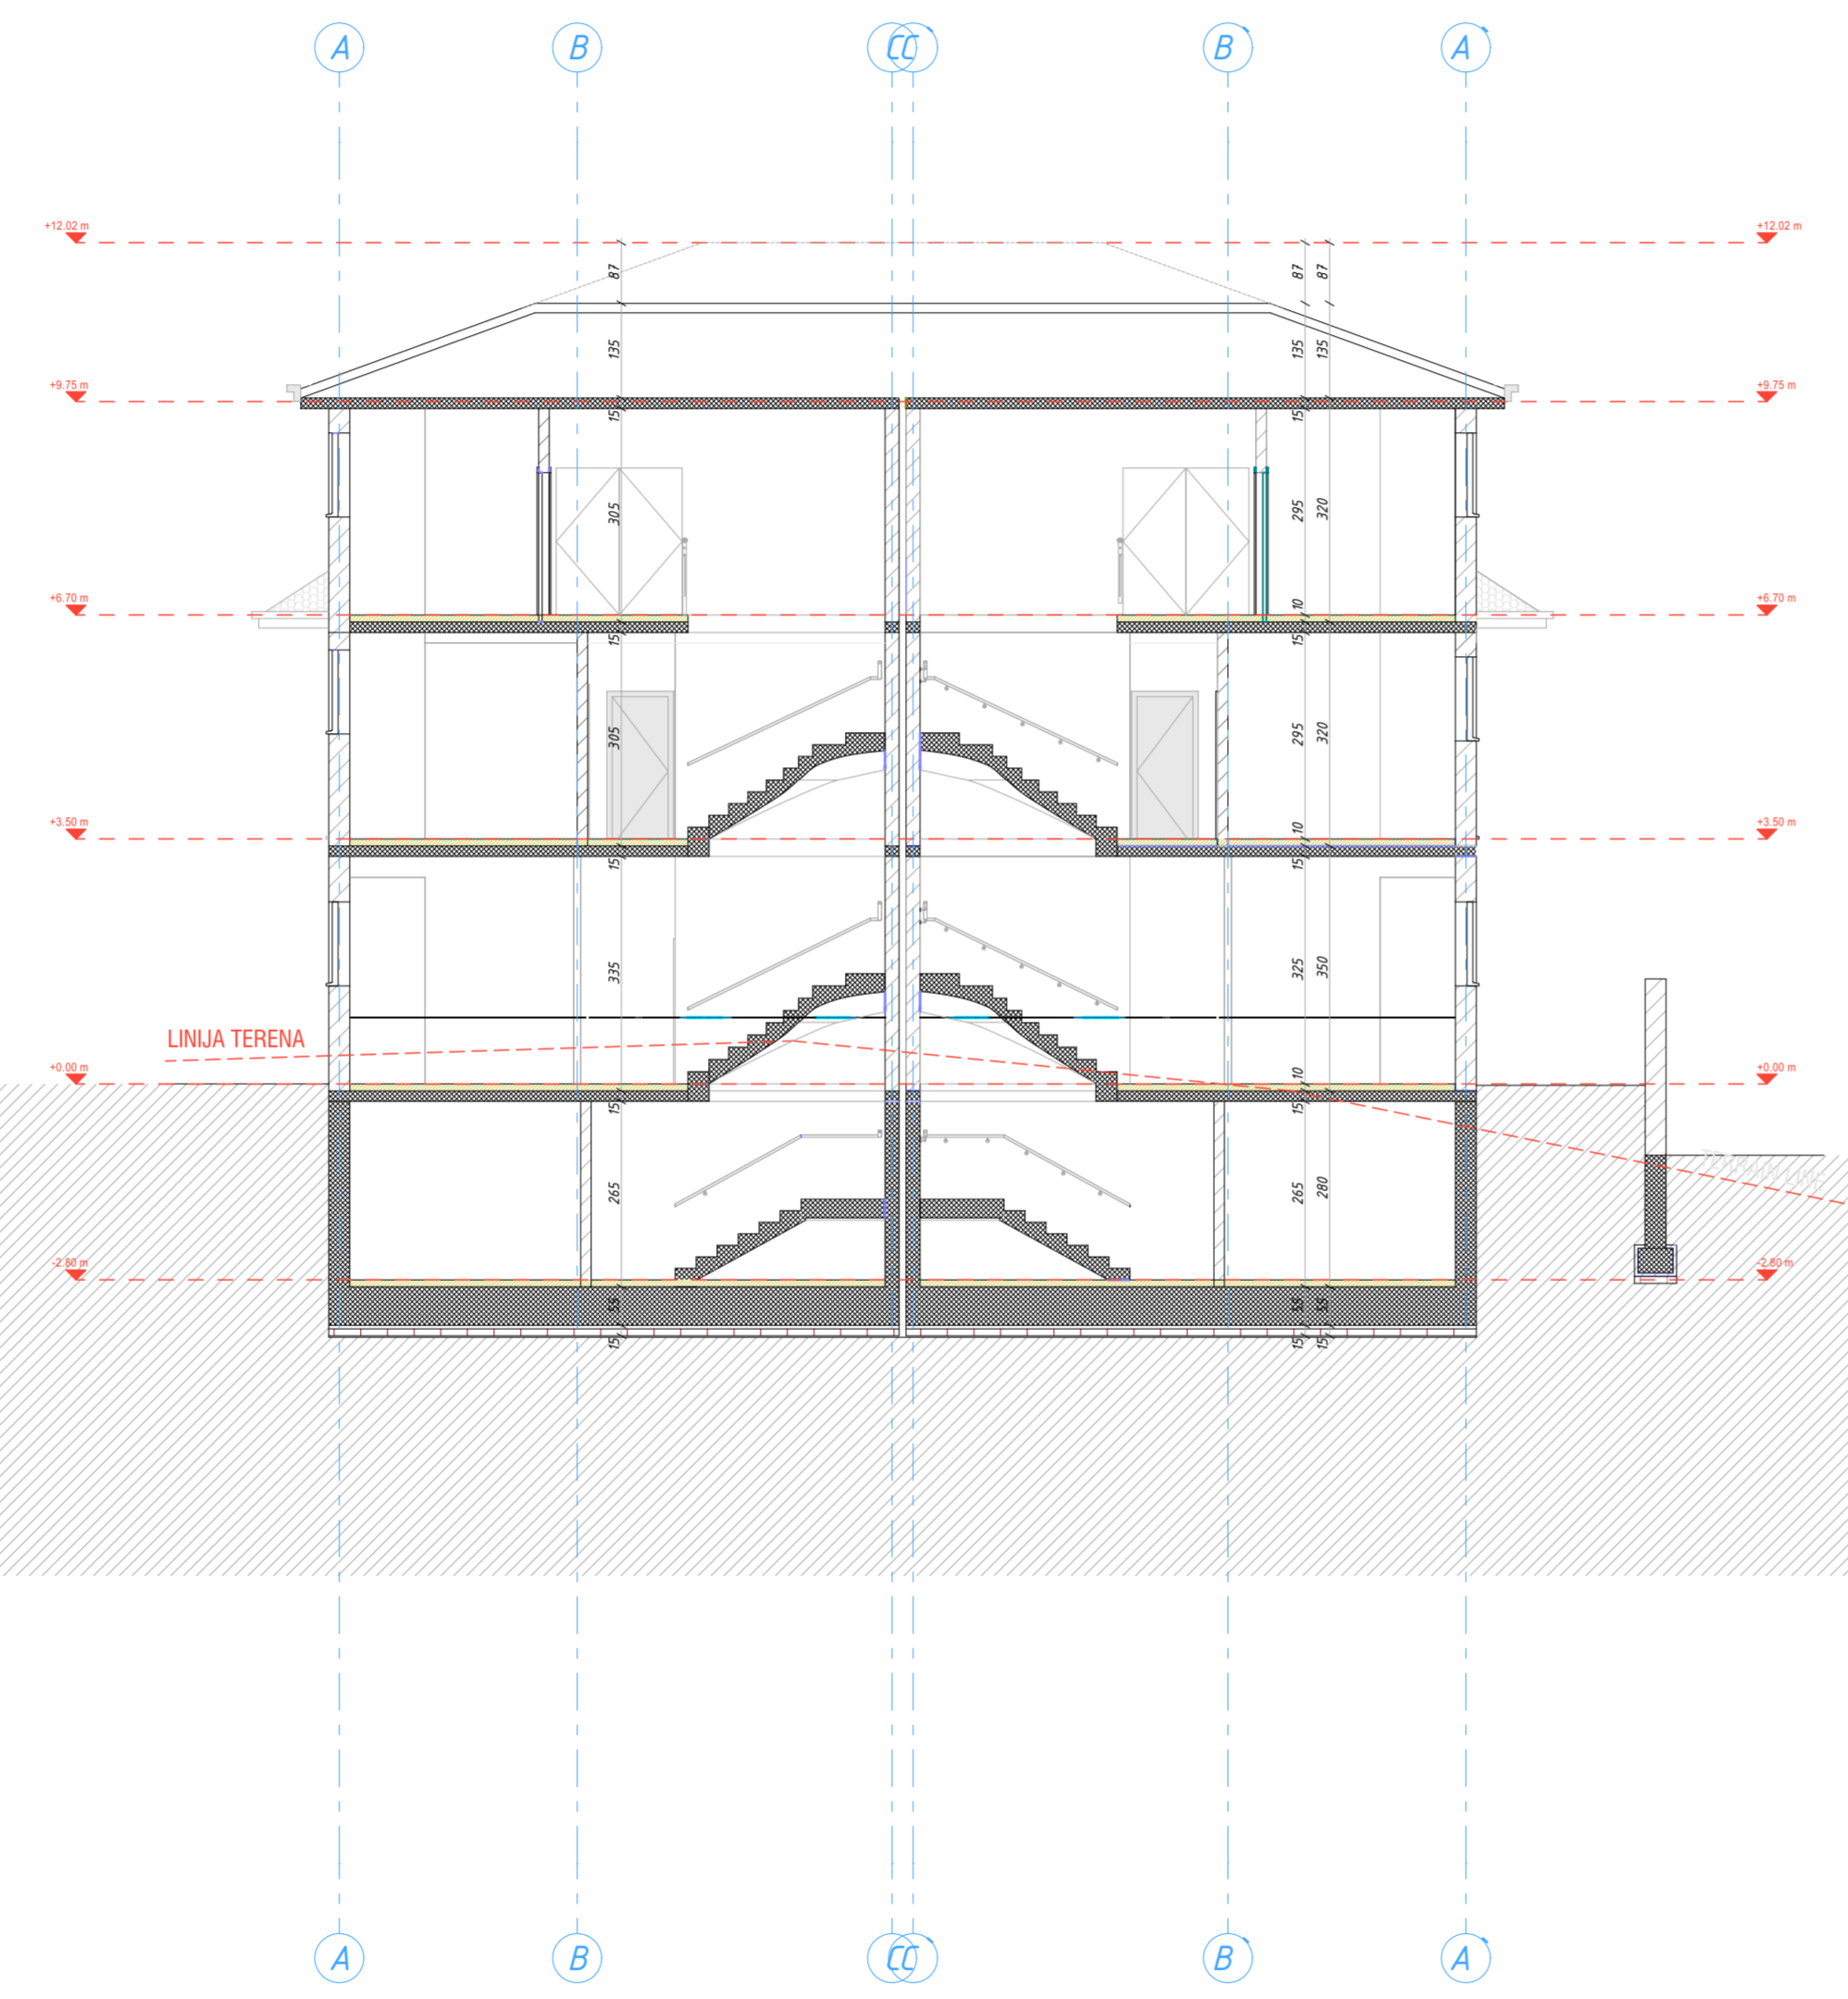 A B C C' B' A'
+12.02 m +12.02 m
87 87 87
135 135 135
+9.75 m +9.75 m
15 15
305 295 320
+6.70 m +6.70 m
10
15 15
305 295 320
+3.50 m +3.50 m
10
15 15
335 325 350
LINIJA TERENA
+0.00 m +0.00 m
10
15 15
TERRAIN LINE
265 265 280
-2.80 m -2.80 m
55 55 55
15 15 15
A B C C' B' A'